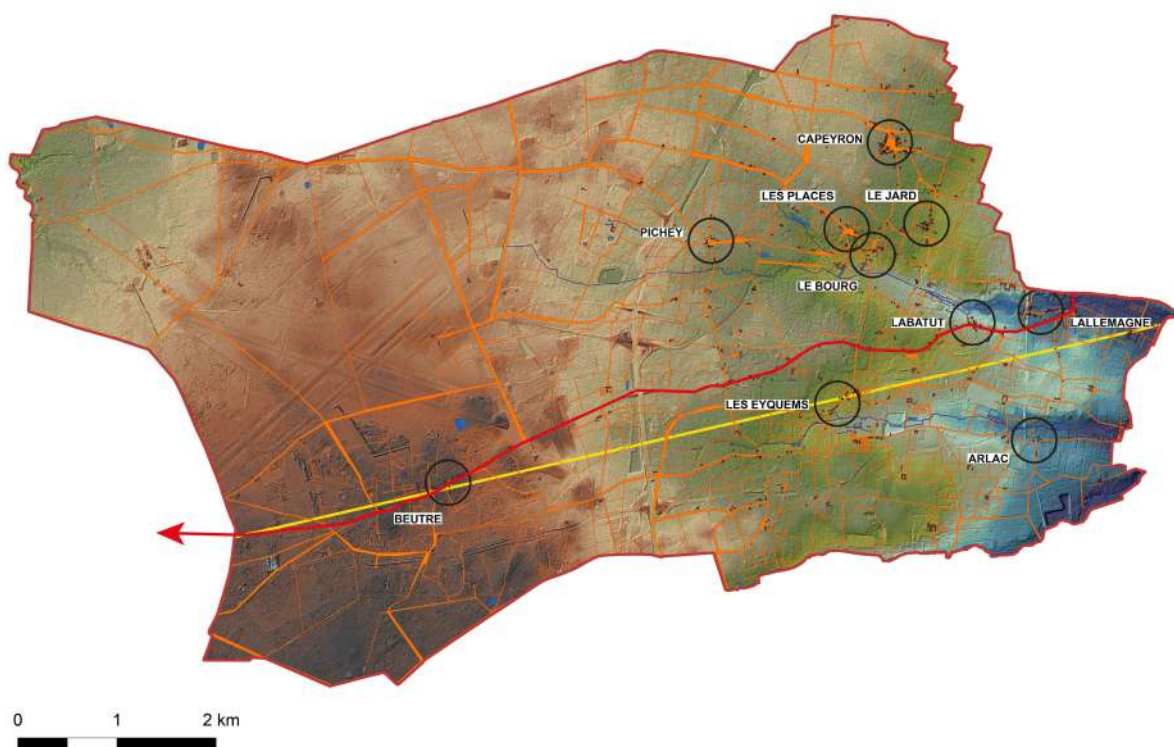 CAPEYRON
LES PLACES
LE JARD
PICHEY
LE BOURG
LABATUT
LALLEMAGNE
LES EYQUEMS
ARLAC
BEUTRE
0 1 2 km